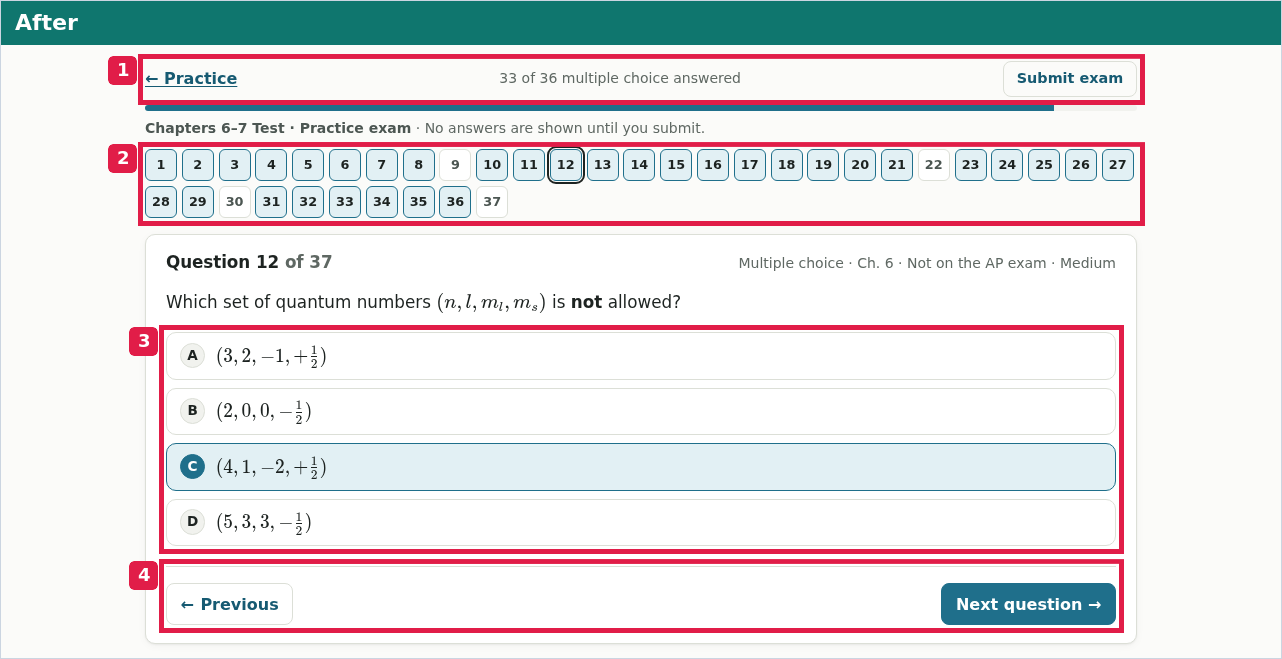 After
1
← Practice 33 of 36 multiple choice answered Submit exam
Chapters 6–7 Test · Practice exam · No answers are shown until you submit.
2
1 2 3 4 5 6 7 8 9 10 11 12 13 14 15 16 17 18 19 20 21 22 23 24 25 26 27
28 29 30 31 32 33 34 35 36 37
Question 12 of 37 Multiple choice · Ch. 6 · Not on the AP exam · Medium
Which set of quantum numbers (n, l, mₗ, mₛ) is not allowed?
3
A (3, 2, −1, +1/2)
B (2, 0, 0, −1/2)
C (4, 1, −2, +1/2)
D (5, 3, 3, −1/2)
4
← Previous Next question →